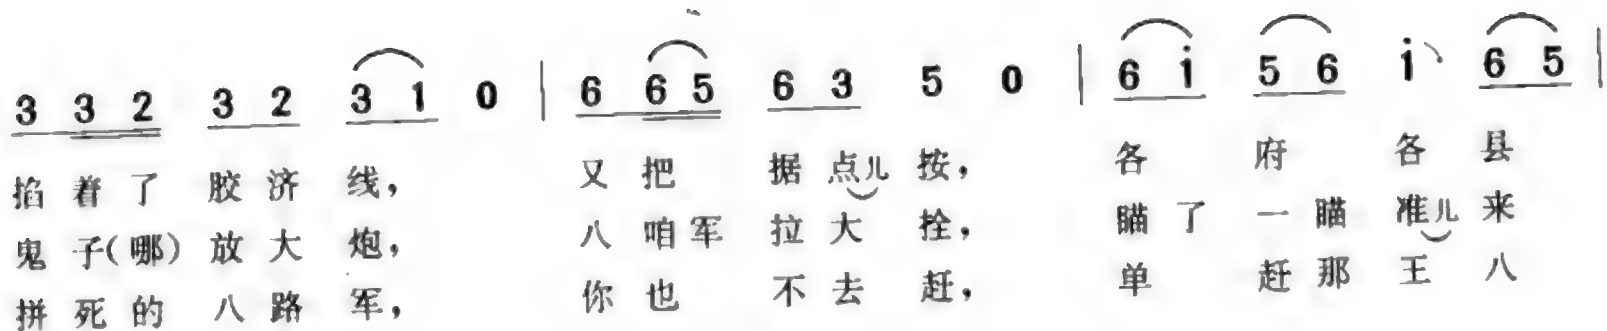 3 3 2 3 2 3 1 0 | 6 6 5 6 3 5 0 | 6 i 5 6 i 6 5 |
掐着了 胶济 线, 又把 据点儿 按, 各 府 各 县
鬼子(哪) 放大 炮, 八咱军 拉大 拴, 瞄了 一瞄 准儿 来
拼死的 八路 军, 你也 不去 赶, 单 赶那 王 八